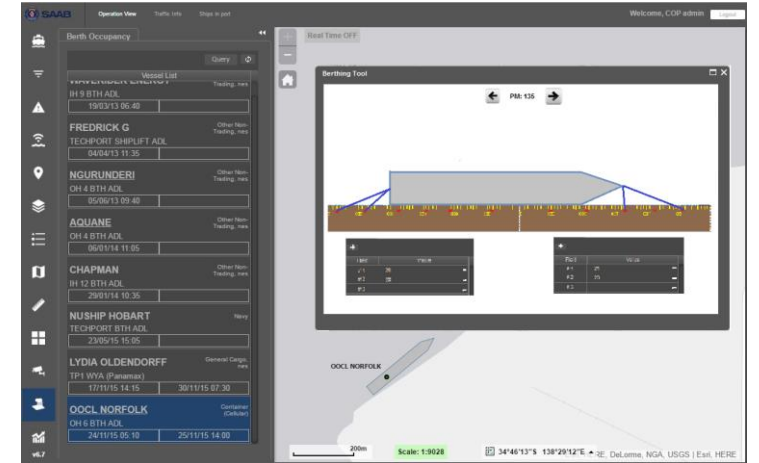 SAAB
Operation View
Traffic Info
Ships in port
Welcome, COP admin
Logout
Berth Occupancy
Query
Vessel List
WAVERIDER ENERGY
Trading, nes
IH 9 BTH ADL
19/03/13 06:40
FREDRICK G
Other Non-
Trading, nes
TECHPORT SHIPLIFT ADL
04/04/13 11:35
NGURUNDERI
Other Non-
Trading, nes
OH 4 BTH ADL
05/06/13 09:40
AQUANE
Other Non-
Trading, nes
OH 4 BTH ADL
06/01/14 11:05
CHAPMAN
Other Non-
Trading, nes
IH 12 BTH ADL
29/01/14 10:35
NUSHIP HOBART
Navy
TECHPORT BTH ADL
23/05/15 15:05
LYDIA OLDENDORFF
General Cargo,
nes
TP1 WYA (Panamax)
17/11/15 14:15
30/11/15 07:30
OOCL NORFOLK
Container
(Cellular)
OH 6 BTH ADL
24/11/15 05:10
25/11/15 14:00
v6.7
Real Time OFF
Berthing Tool
PM: 135
OOCL NORFOLK
200m
Scale: 1:9028
34°46'13"S 138°29'12"E
RE, DeLorme, NGA, USGS | Esri, HERE